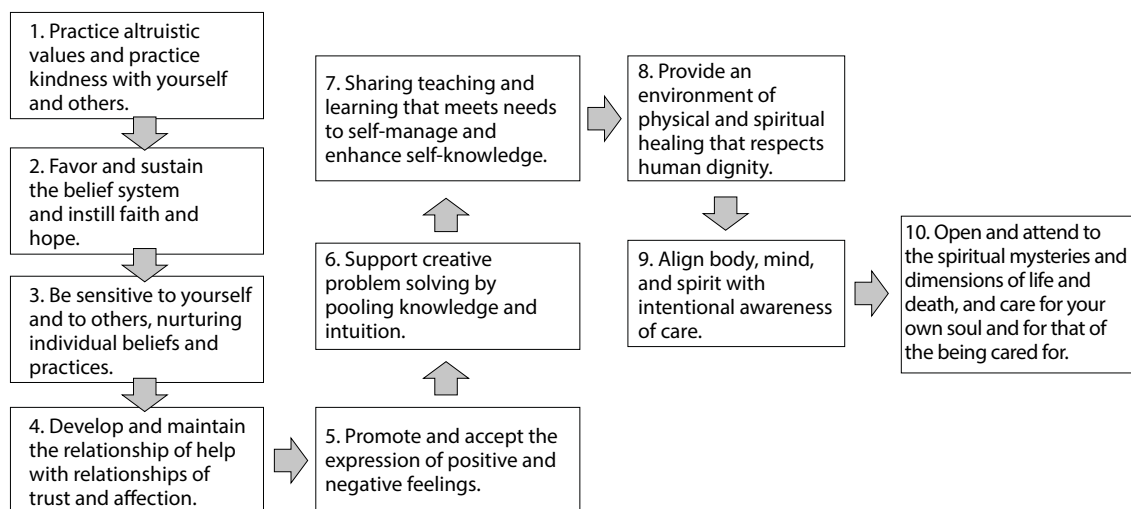 1. Practice altruistic
values and practice
kindness with yourself
and others.
2. Favor and sustain
the belief system
and instill faith and
hope.
3. Be sensitive to yourself
and to others, nurturing
individual beliefs and
practices.
4. Develop and maintain
the relationship of help
with relationships of
trust and affection.
5. Promote and accept the
expression of positive and
negative feelings.
6. Support creative
problem solving by
pooling knowledge and
intuition.
7. Sharing teaching and
learning that meets needs
to self-manage and
enhance self-knowledge.
8. Provide an
environment of
physical and spiritual
healing that respects
human dignity.
9. Align body, mind,
and spirit with
intentional awareness
of care.
10. Open and attend to
the spiritual mysteries and
dimensions of life and
death, and care for your
own soul and for that of
the being cared for.